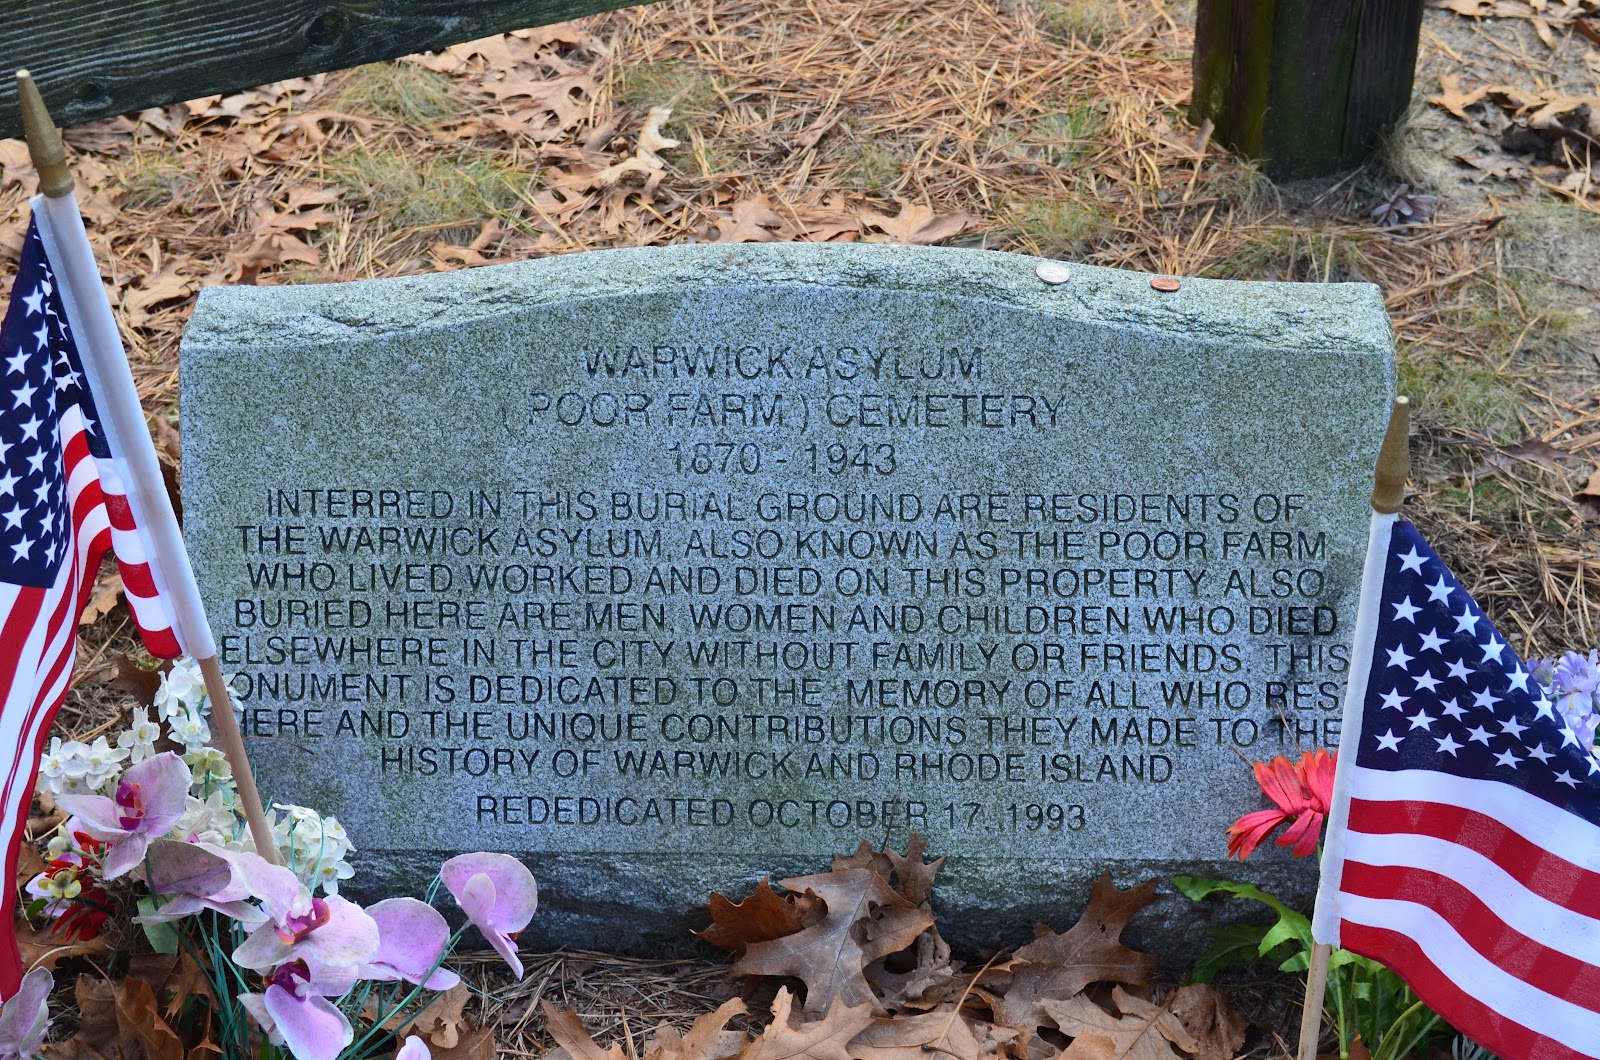 WARWICK ASYLUM
( POOR FARM ) CEMETERY
1870 - 1943
INTERRED IN THIS BURIAL GROUND ARE RESIDENTS OF
THE WARWICK ASYLUM, ALSO KNOWN AS THE POOR FARM
WHO LIVED, WORKED AND DIED ON THIS PROPERTY. ALSO
BURIED HERE ARE MEN, WOMEN AND CHILDREN WHO DIED
ELSEWHERE IN THE CITY WITHOUT FAMILY OR FRIENDS. THIS
ONUMENT IS DEDICATED TO THE MEMORY OF ALL WHO RES
HERE AND THE UNIQUE CONTRIBUTIONS THEY MADE TO THE
HISTORY OF WARWICK AND RHODE ISLAND.
REDEDICATED OCTOBER 17, 1993